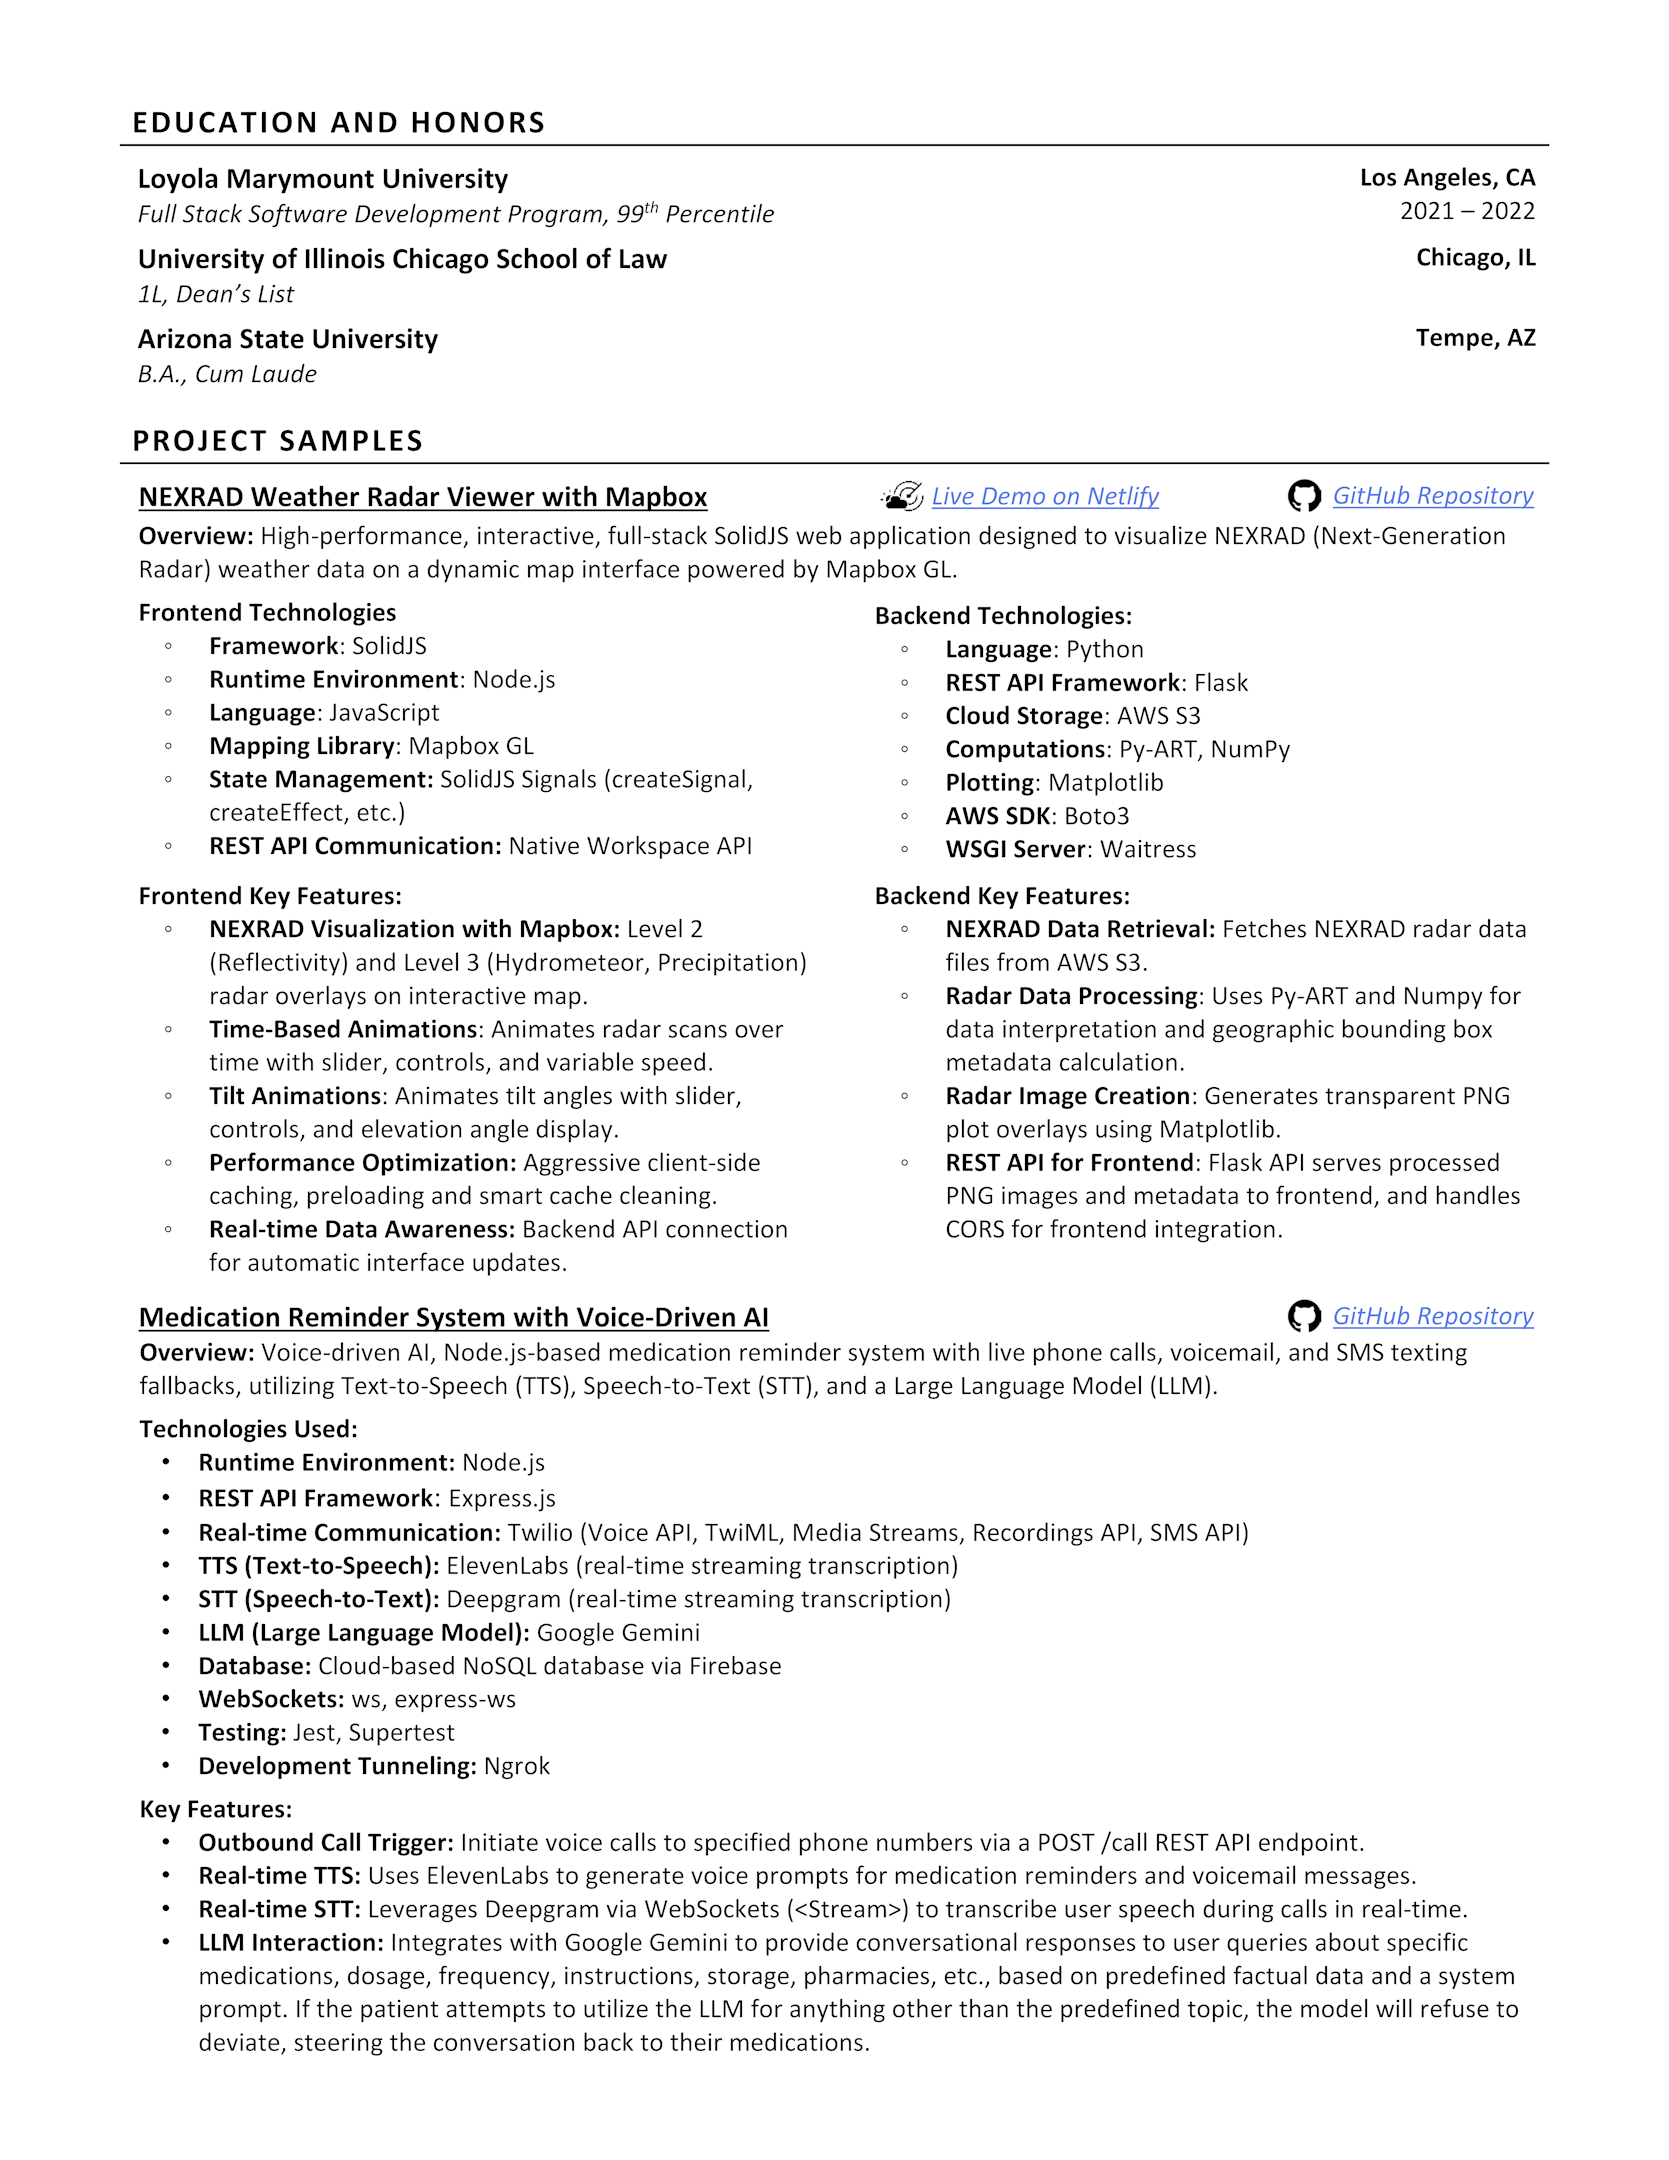 EDUCATION AND HONORS
Loyola Marymount University Los Angeles, CA
Full Stack Software Development Program, 99th Percentile 2021 – 2022
University of Illinois Chicago School of Law Chicago, IL
1L, Dean’s List
Arizona State University Tempe, AZ
B.A., Cum Laude
PROJECT SAMPLES
NEXRAD Weather Radar Viewer with Mapbox Live Demo on Netlify GitHub Repository
Overview: High-performance, interactive, full-stack SolidJS web application designed to visualize NEXRAD (Next-Generation
Radar) weather data on a dynamic map interface powered by Mapbox GL.
Frontend Technologies
◦ Framework: SolidJS
◦ Runtime Environment: Node.js
◦ Language: JavaScript
◦ Mapping Library: Mapbox GL
◦ State Management: SolidJS Signals (createSignal,
createEffect, etc.)
◦ REST API Communication: Native Workspace API
Backend Technologies:
◦ Language: Python
◦ REST API Framework: Flask
◦ Cloud Storage: AWS S3
◦ Computations: Py-ART, NumPy
◦ Plotting: Matplotlib
◦ AWS SDK: Boto3
◦ WSGI Server: Waitress
Frontend Key Features:
◦ NEXRAD Visualization with Mapbox: Level 2
(Reflectivity) and Level 3 (Hydrometeor, Precipitation)
radar overlays on interactive map.
◦ Time-Based Animations: Animates radar scans over
time with slider, controls, and variable speed.
◦ Tilt Animations: Animates tilt angles with slider,
controls, and elevation angle display.
◦ Performance Optimization: Aggressive client-side
caching, preloading and smart cache cleaning.
◦ Real-time Data Awareness: Backend API connection
for automatic interface updates.
Backend Key Features:
◦ NEXRAD Data Retrieval: Fetches NEXRAD radar data
files from AWS S3.
◦ Radar Data Processing: Uses Py-ART and Numpy for
data interpretation and geographic bounding box
metadata calculation.
◦ Radar Image Creation: Generates transparent PNG
plot overlays using Matplotlib.
◦ REST API for Frontend: Flask API serves processed
PNG images and metadata to frontend, and handles
CORS for frontend integration.
Medication Reminder System with Voice-Driven AI GitHub Repository
Overview: Voice-driven AI, Node.js-based medication reminder system with live phone calls, voicemail, and SMS texting
fallbacks, utilizing Text-to-Speech (TTS), Speech-to-Text (STT), and a Large Language Model (LLM).
Technologies Used:
• Runtime Environment: Node.js
• REST API Framework: Express.js
• Real-time Communication: Twilio (Voice API, TwiML, Media Streams, Recordings API, SMS API)
• TTS (Text-to-Speech): ElevenLabs (real-time streaming transcription)
• STT (Speech-to-Text): Deepgram (real-time streaming transcription)
• LLM (Large Language Model): Google Gemini
• Database: Cloud-based NoSQL database via Firebase
• WebSockets: ws, express-ws
• Testing: Jest, Supertest
• Development Tunneling: Ngrok
Key Features:
• Outbound Call Trigger: Initiate voice calls to specified phone numbers via a POST /call REST API endpoint.
• Real-time TTS: Uses ElevenLabs to generate voice prompts for medication reminders and voicemail messages.
• Real-time STT: Leverages Deepgram via WebSockets (<Stream>) to transcribe user speech during calls in real-time.
• LLM Interaction: Integrates with Google Gemini to provide conversational responses to user queries about specific
medications, dosage, frequency, instructions, storage, pharmacies, etc., based on predefined factual data and a system
prompt. If the patient attempts to utilize the LLM for anything other than the predefined topic, the model will refuse to
deviate, steering the conversation back to their medications.